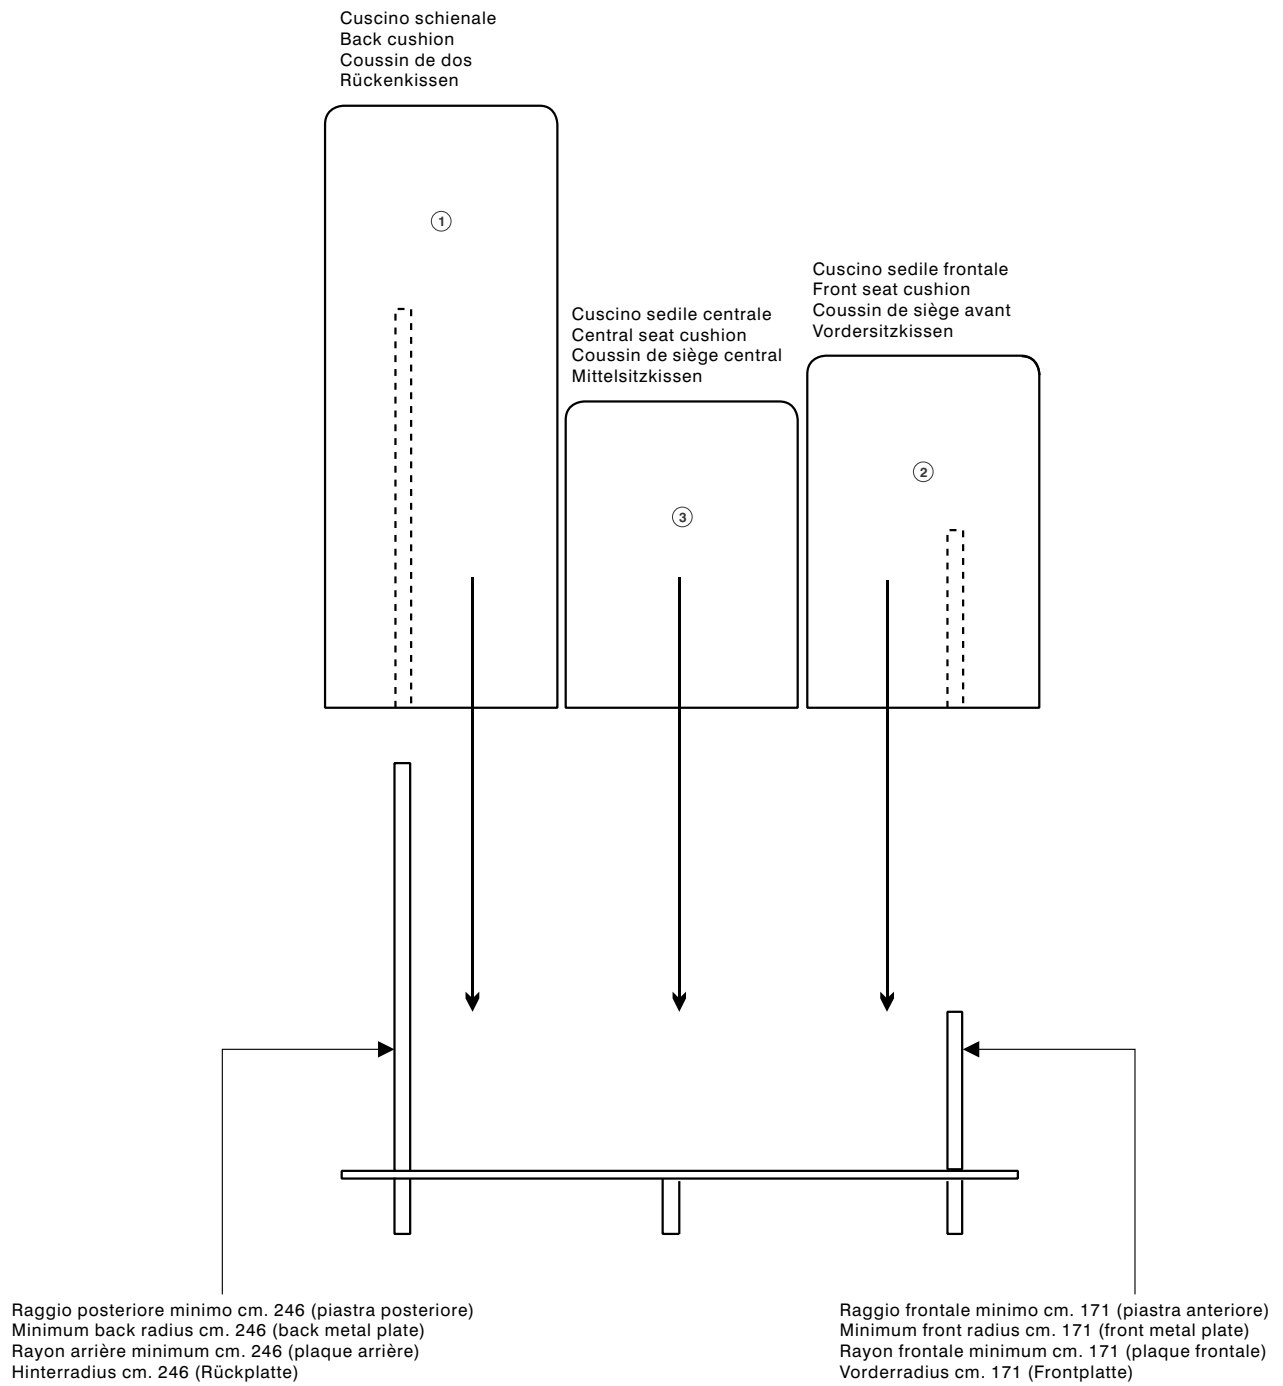 Cuscino schienale
Back cushion
Coussin de dos
Rückenkissen
1
Cuscino sedile frontale
Front seat cushion
Coussin de siège avant
Vordersitzkissen
Cuscino sedile centrale
Central seat cushion
Coussin de siège central
Mittelsitzkissen
2
3
Raggio posteriore minimo cm. 246 (piastra posteriore)
Minimum back radius cm. 246 (back metal plate)
Rayon arrière minimum cm. 246 (plaque arrière)
Hinterradius cm. 246 (Rückplatte)
Raggio frontale minimo cm. 171 (piastra anteriore)
Minimum front radius cm. 171 (front metal plate)
Rayon frontale minimum cm. 171 (plaque frontale)
Vorderradius cm. 171 (Frontplatte)